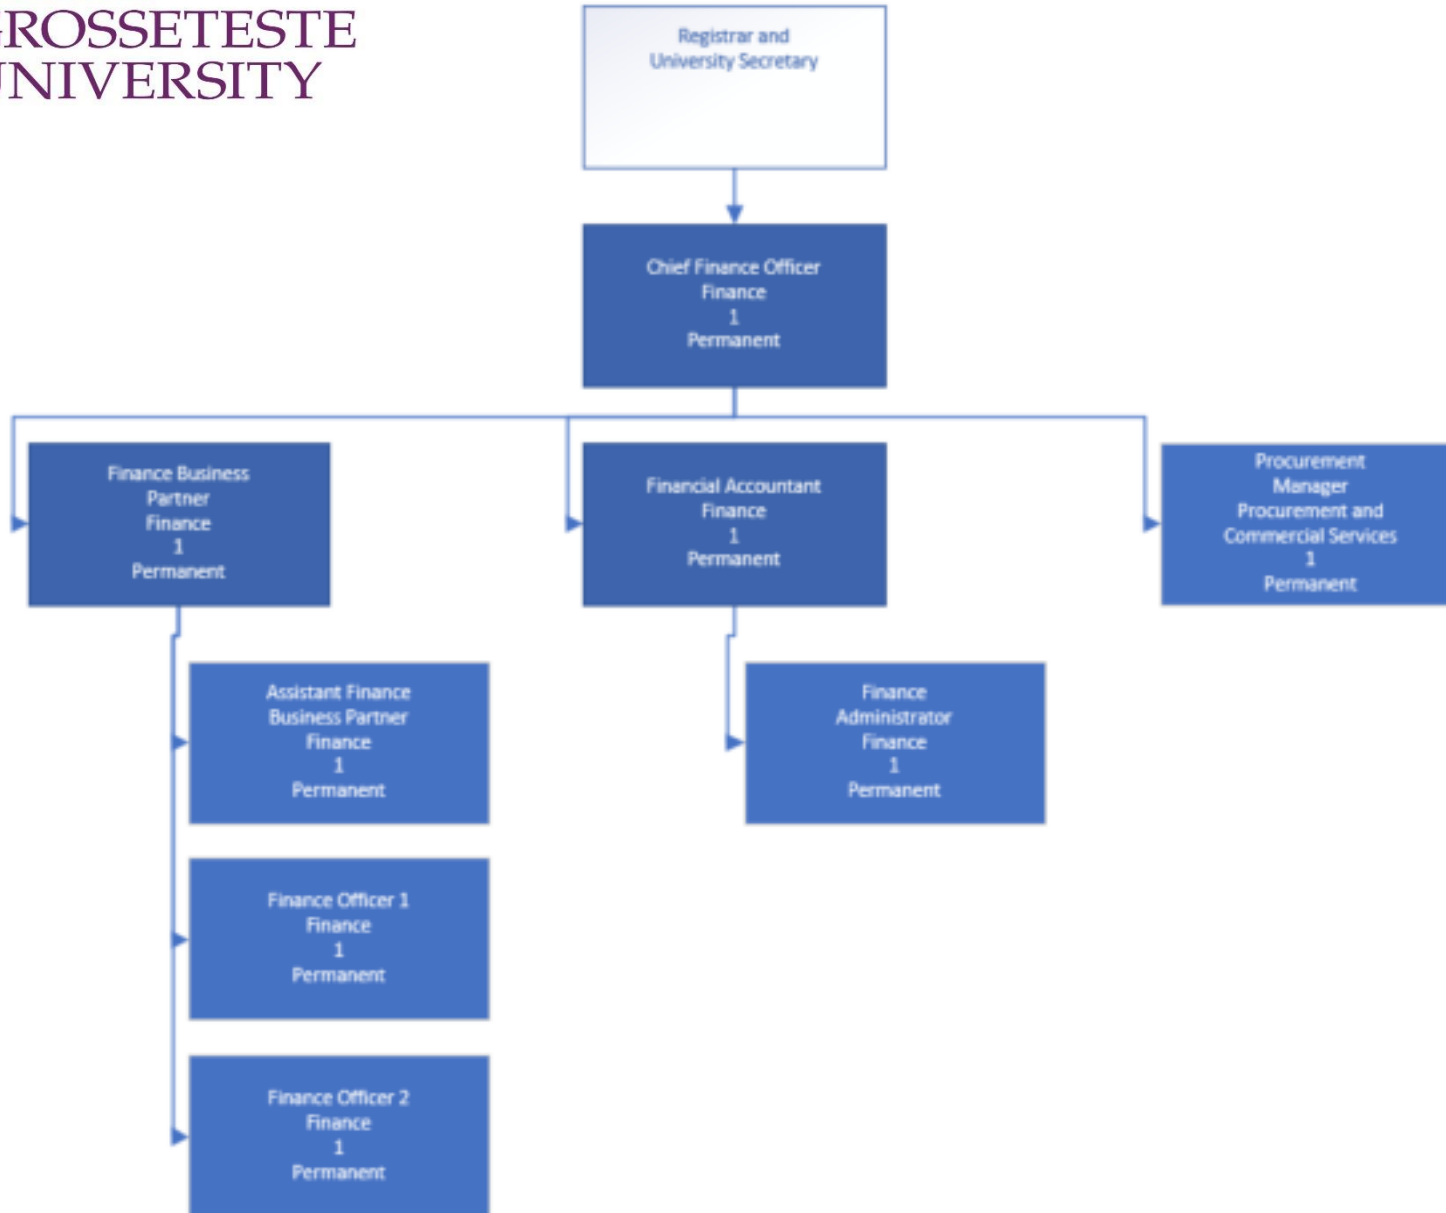 GROSSETESTE
UNIVERSITY
Registrar and
University Secretary
Chief Finance Officer
Finance
1
Permanent
Finance Business
Partner
Finance
1
Permanent
Financial Accountant
Finance
1
Permanent
Procurement
Manager
Procurement and
Commercial Services
1
Permanent
Assistant Finance
Business Partner
Finance
1
Permanent
Finance
Administrator
Finance
1
Permanent
Finance Officer 1
Finance
1
Permanent
Finance Officer 2
Finance
1
Permanent